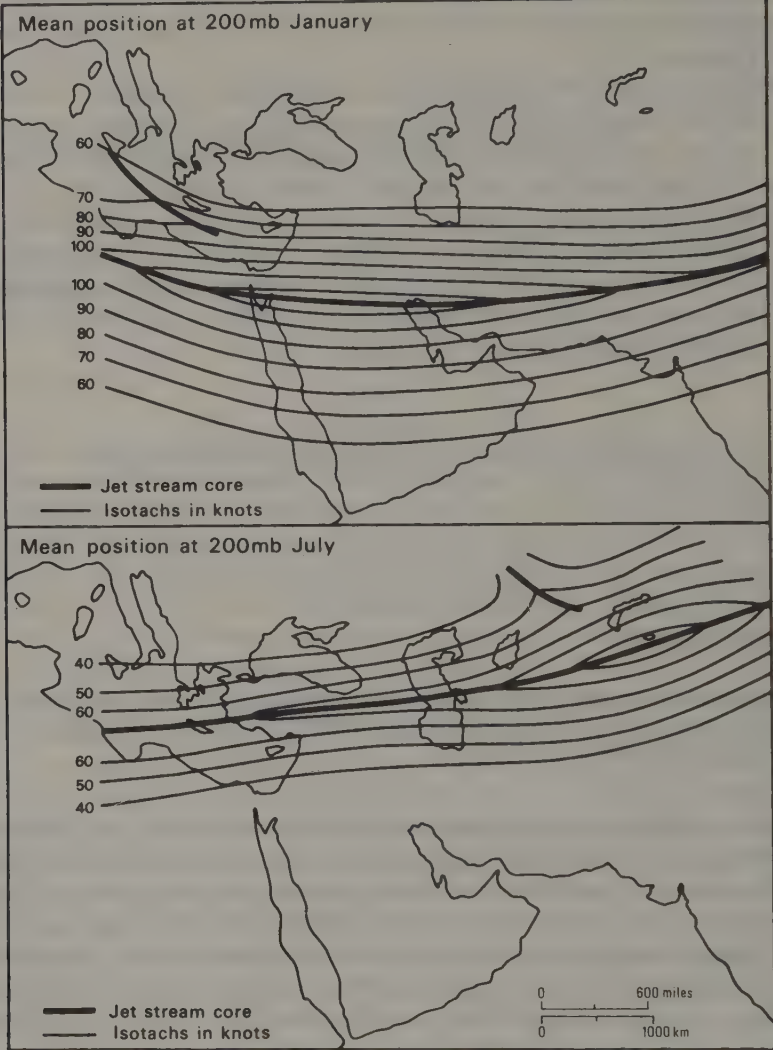 Mean position at 200mb January
60
70
80
90
100
100
90
80
70
60
Jet stream core
Isotachs in knots
Mean position at 200mb July
40
50
60
60
50
40
Jet stream core
Isotachs in knots
0 600 miles
0 1000 km